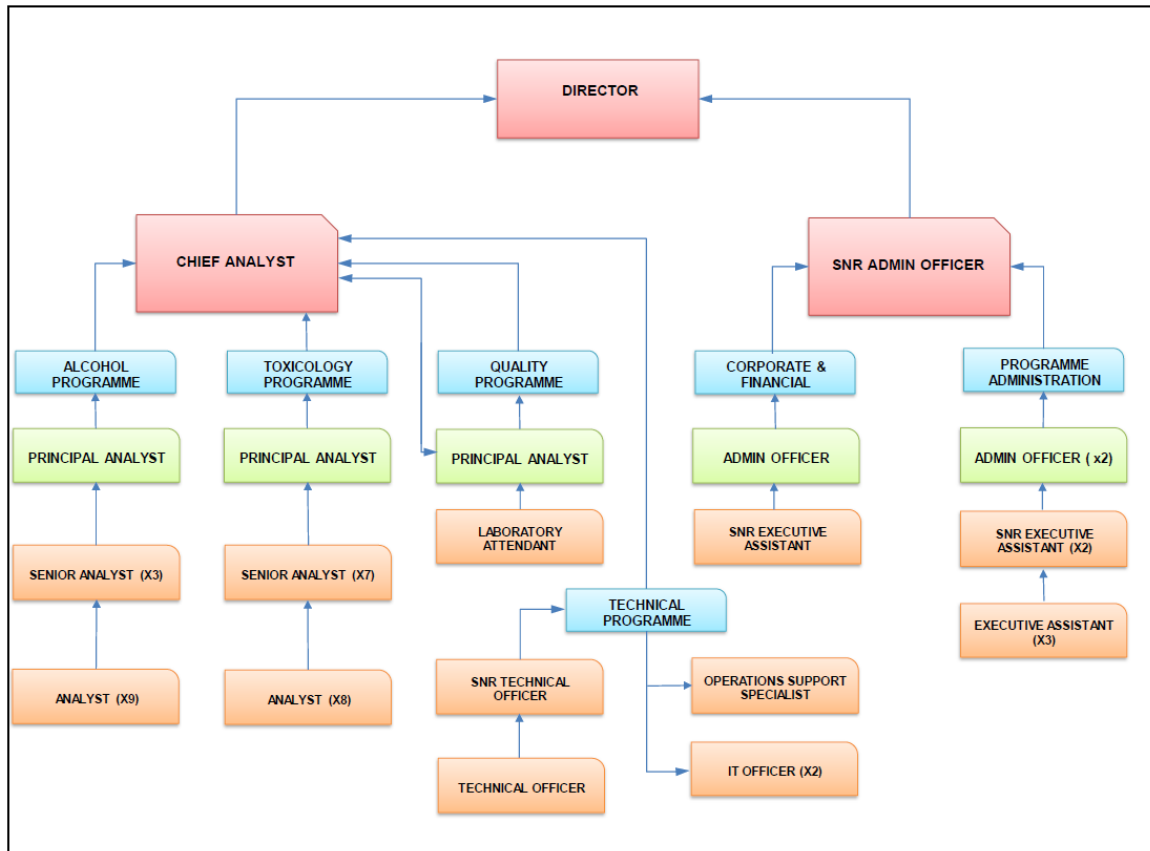 DIRECTOR
CHIEF ANALYST
SNR ADMIN OFFICER
ALCOHOL
PROGRAMME
TOXICOLOGY
PROGRAMME
QUALITY
PROGRAMME
CORPORATE &
FINANCIAL
PROGRAMME
ADMINISTRATION
PRINCIPAL ANALYST
PRINCIPAL ANALYST
PRINCIPAL ANALYST
ADMIN OFFICER
ADMIN OFFICER ( x2)
LABORATORY
ATTENDANT
SNR EXECUTIVE
ASSISTANT
SNR EXECUTIVE
ASSISTANT (X2)
SENIOR ANALYST (X3)
SENIOR ANALYST (X7)
TECHNICAL
PROGRAMME
EXECUTIVE ASSISTANT
(X3)
ANALYST (X9)
ANALYST (X8)
SNR TECHNICAL
OFFICER
OPERATIONS SUPPORT
SPECIALIST
TECHNICAL OFFICER
IT OFFICER (X2)